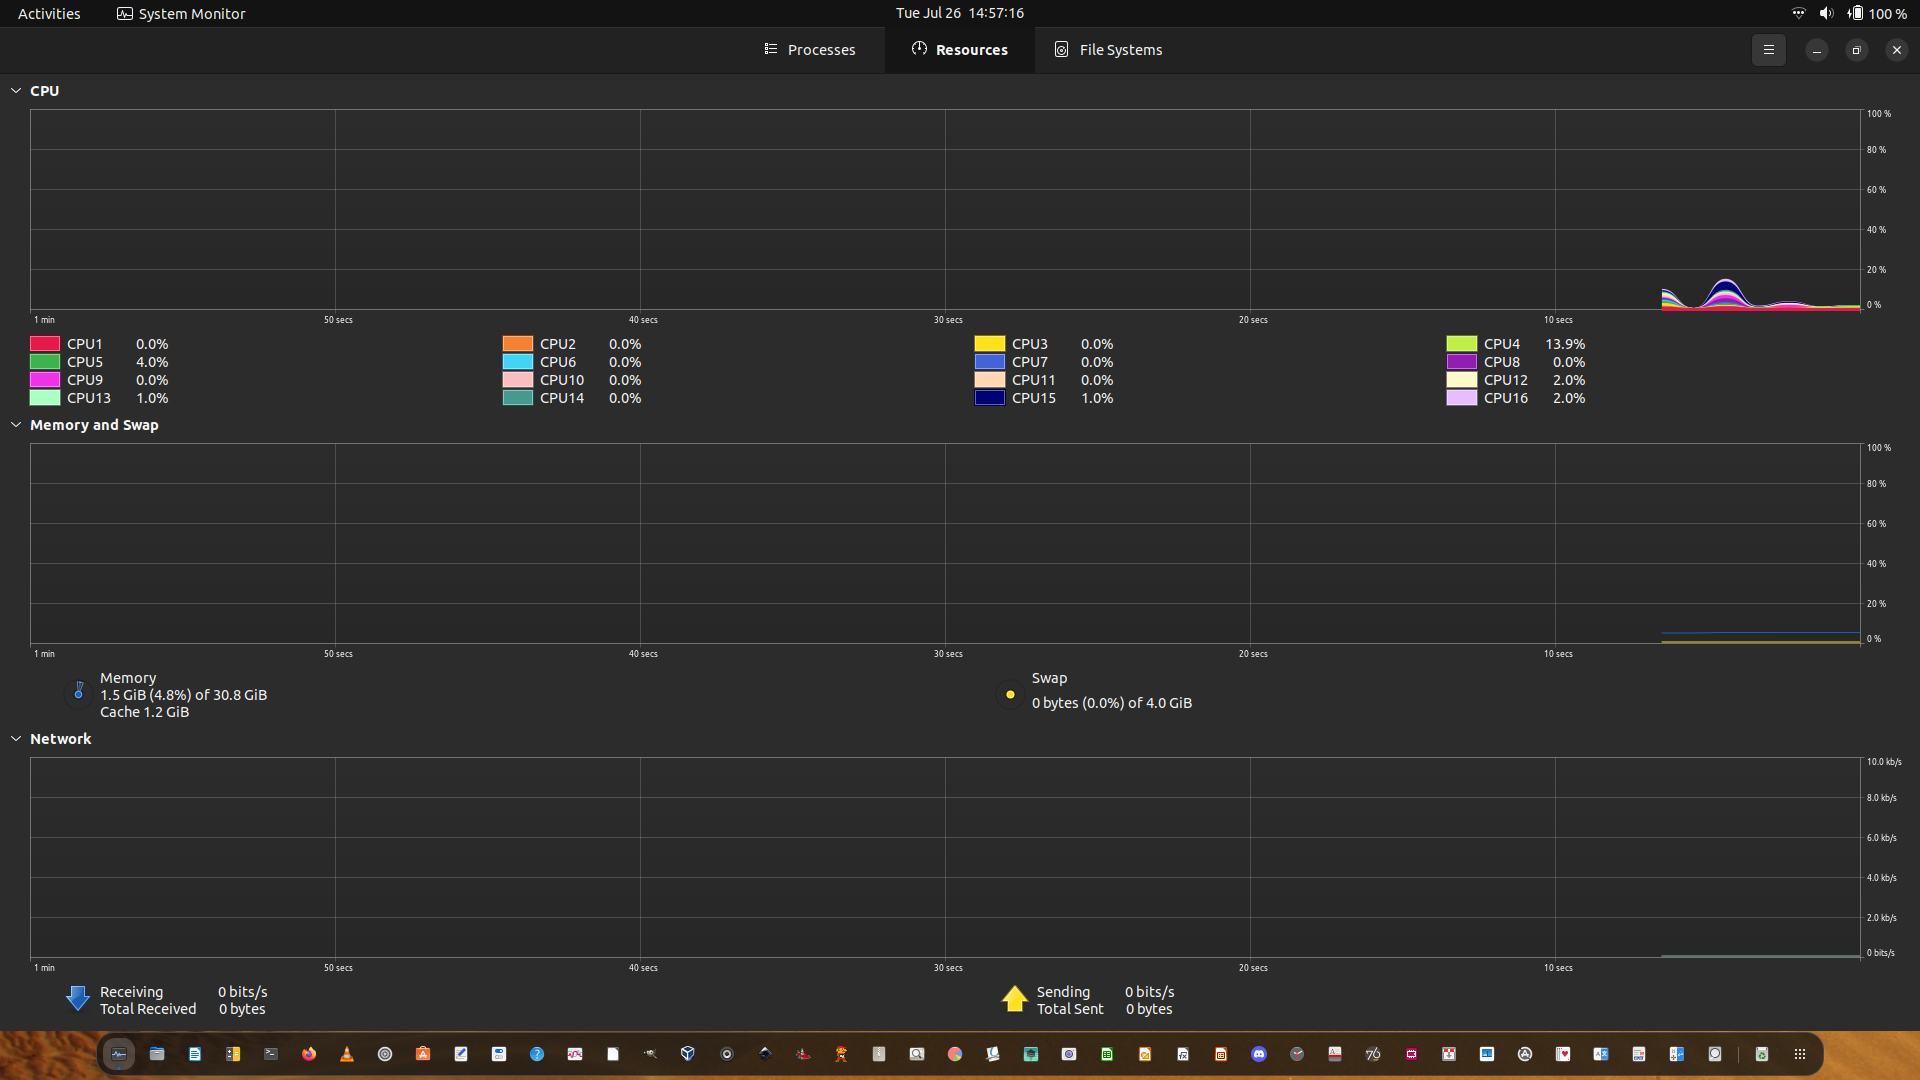 Activities System Monitor Tue Jul 26 14:57:16 100 %
Processes Resources File Systems
CPU
100 %
80 %
60 %
40 %
20 %
0 %
1 min 50 secs 40 secs 30 secs 20 secs 10 secs
CPU1 0.0% CPU2 0.0% CPU3 0.0% CPU4 13.9%
CPU5 4.0% CPU6 0.0% CPU7 0.0% CPU8 0.0%
CPU9 0.0% CPU10 0.0% CPU11 0.0% CPU12 2.0%
CPU13 1.0% CPU14 0.0% CPU15 1.0% CPU16 2.0%
Memory and Swap
100 %
80 %
60 %
40 %
20 %
0 %
1 min 50 secs 40 secs 30 secs 20 secs 10 secs
Memory
1.5 GiB (4.8%) of 30.8 GiB
Cache 1.2 GiB
Swap
0 bytes (0.0%) of 4.0 GiB
Network
10.0 kb/s
8.0 kb/s
6.0 kb/s
4.0 kb/s
2.0 kb/s
0 bits/s
1 min 50 secs 40 secs 30 secs 20 secs 10 secs
Receiving 0 bits/s
Total Received 0 bytes
Sending 0 bits/s
Total Sent 0 bytes